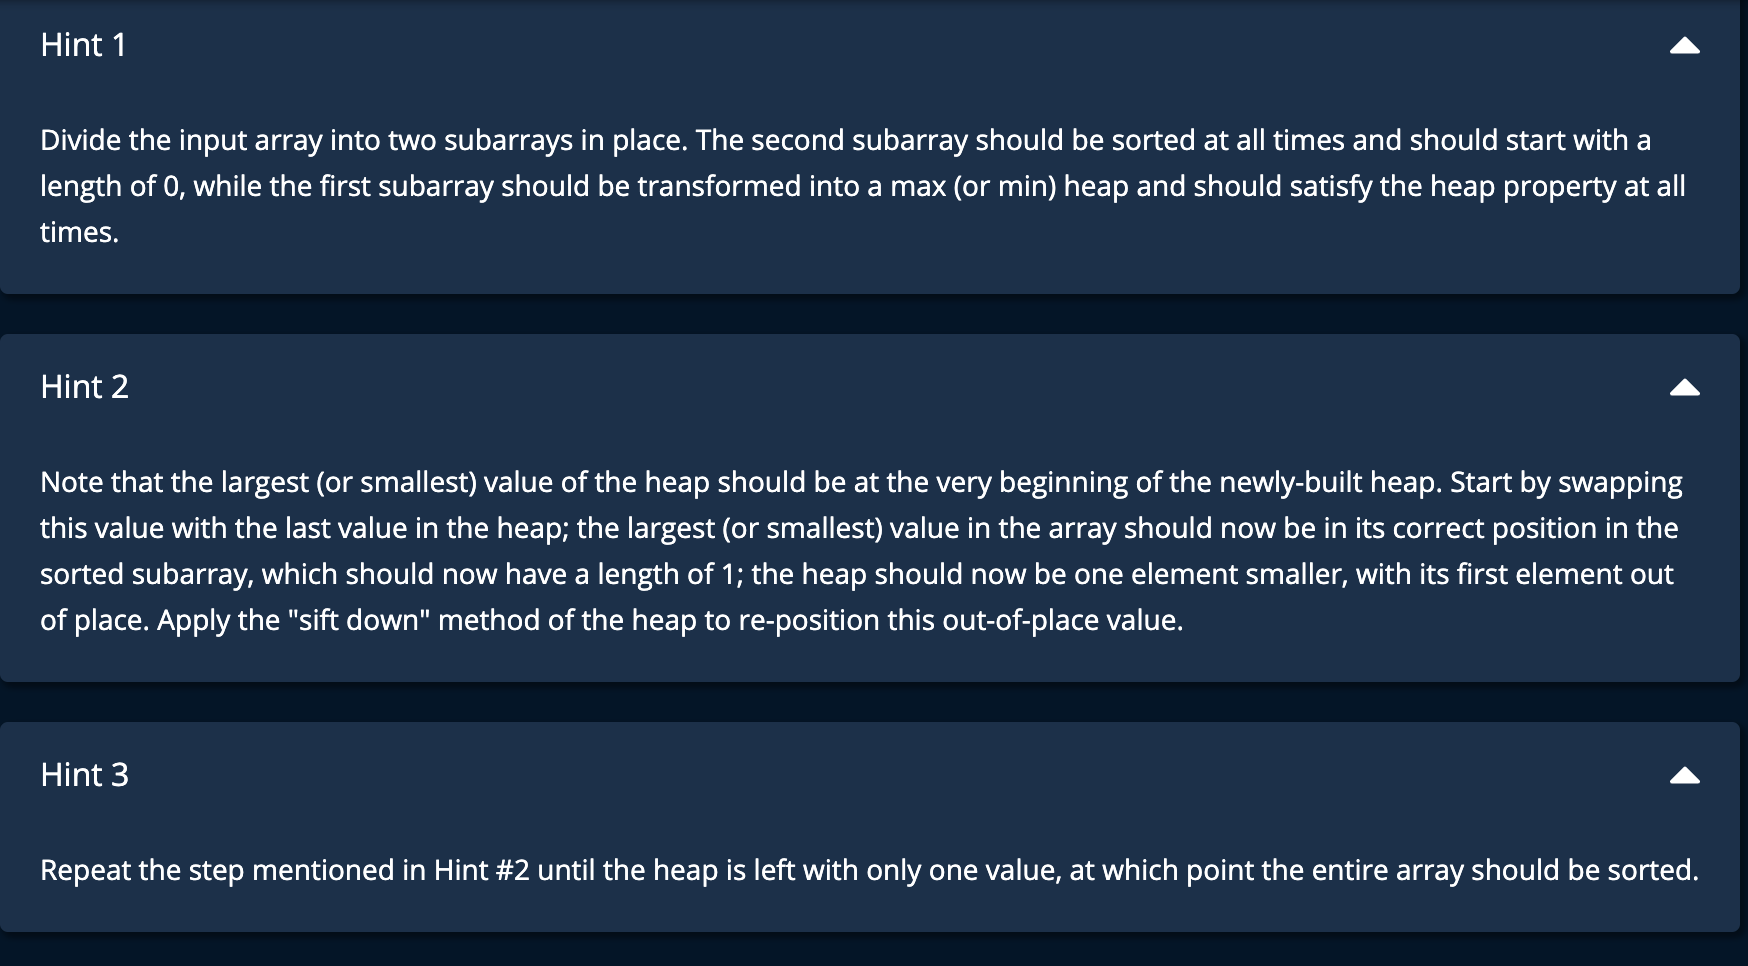 Hint 1
Divide the input array into two subarrays in place. The second subarray should be sorted at all times and should start with a
length of 0, while the first subarray should be transformed into a max (or min) heap and should satisfy the heap property at all
times.
Hint 2
Note that the largest (or smallest) value of the heap should be at the very beginning of the newly-built heap. Start by swapping
this value with the last value in the heap; the largest (or smallest) value in the array should now be in its correct position in the
sorted subarray, which should now have a length of 1; the heap should now be one element smaller, with its first element out
of place. Apply the "sift down" method of the heap to re-position this out-of-place value.
Hint 3
Repeat the step mentioned in Hint #2 until the heap is left with only one value, at which point the entire array should be sorted.